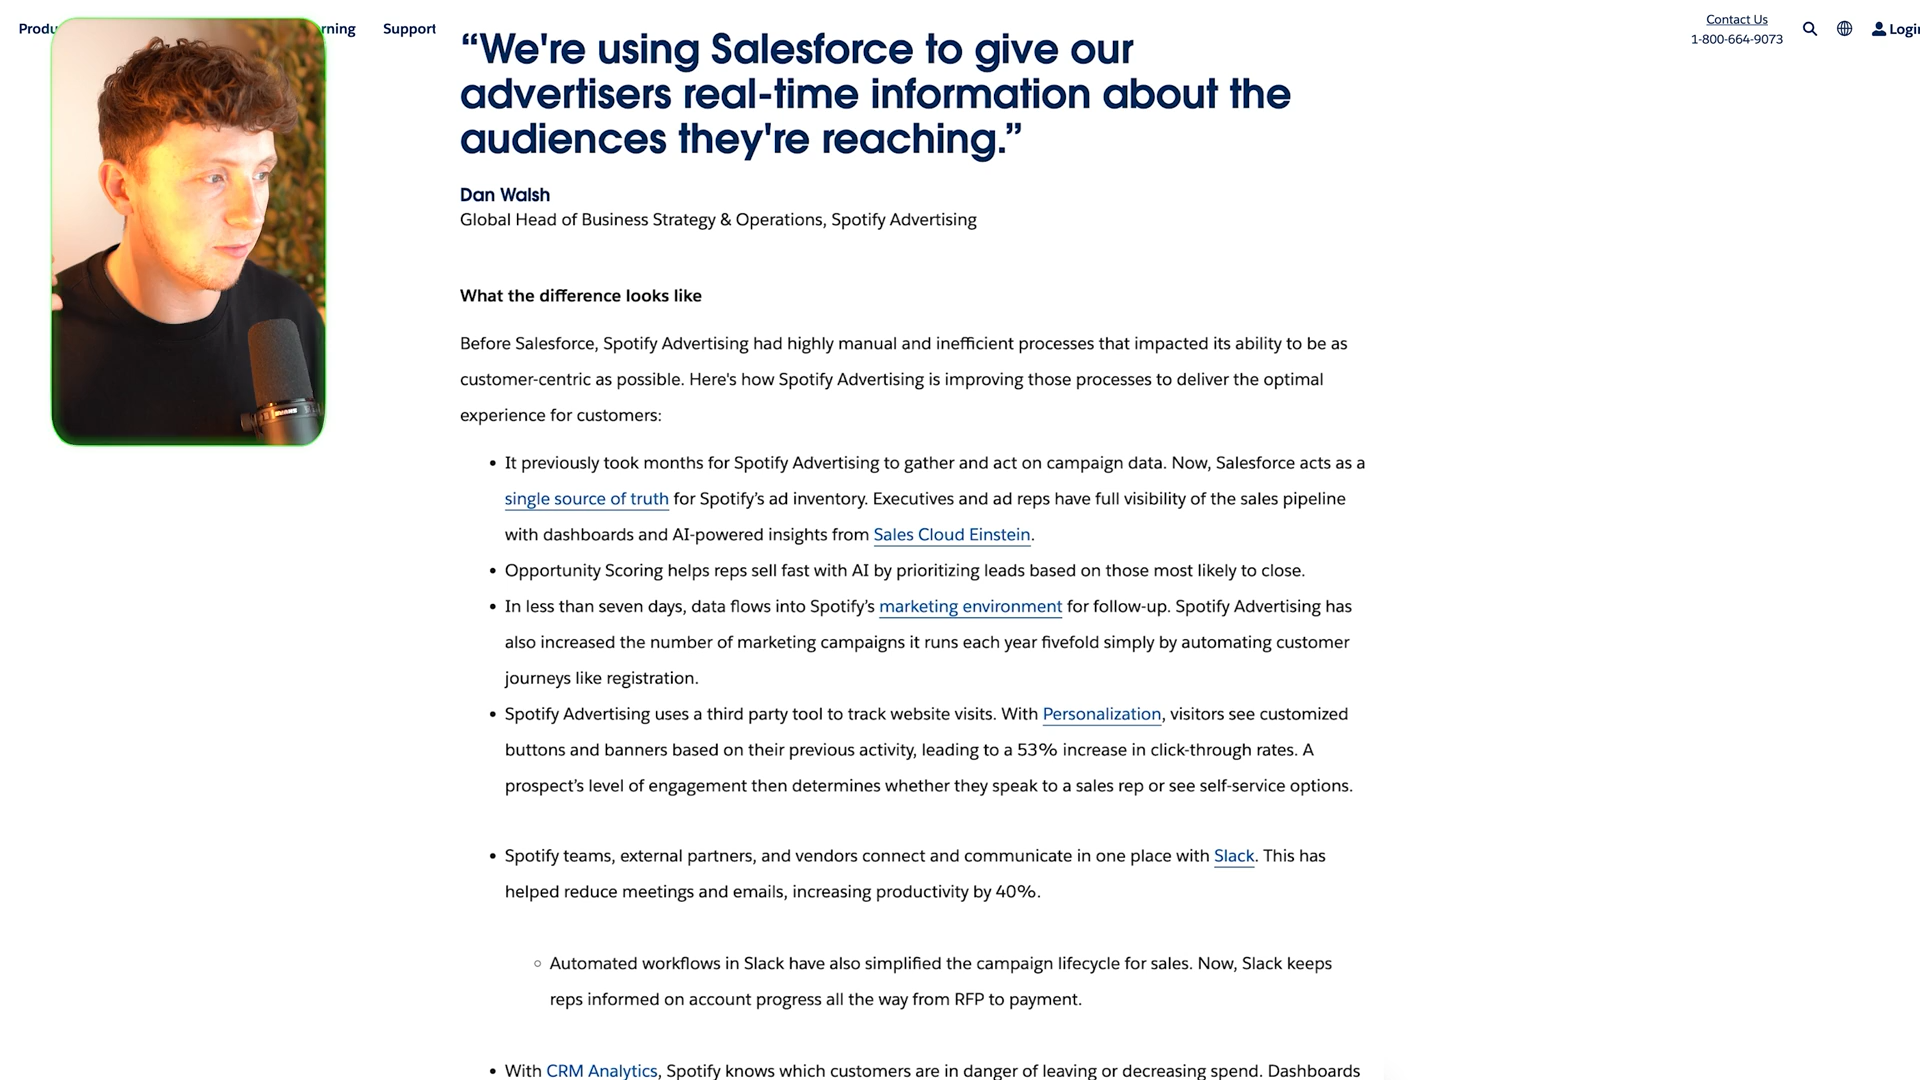 Support
Contact Us
1-800-664-9073
“We're using Salesforce to give our
advertisers real-time information about the
audiences they're reaching.”
Dan Walsh
Global Head of Business Strategy & Operations, Spotify Advertising
What the difference looks like
Before Salesforce, Spotify Advertising had highly manual and inefficient processes that impacted its ability to be as
customer-centric as possible. Here's how Spotify Advertising is improving those processes to deliver the optimal
experience for customers:
• It previously took months for Spotify Advertising to gather and act on campaign data. Now, Salesforce acts as a
single source of truth for Spotify’s ad inventory. Executives and ad reps have full visibility of the sales pipeline
with dashboards and AI-powered insights from Sales Cloud Einstein.
• Opportunity Scoring helps reps sell fast with AI by prioritizing leads based on those most likely to close.
• In less than seven days, data flows into Spotify’s marketing environment for follow-up. Spotify Advertising has
also increased the number of marketing campaigns it runs each year fivefold simply by automating customer
journeys like registration.
• Spotify Advertising uses a third party tool to track website visits. With Personalization, visitors see customized
buttons and banners based on their previous activity, leading to a 53% increase in click-through rates. A
prospect’s level of engagement then determines whether they speak to a sales rep or see self-service options.
• Spotify teams, external partners, and vendors connect and communicate in one place with Slack. This has
helped reduce meetings and emails, increasing productivity by 40%.
◦ Automated workflows in Slack have also simplified the campaign lifecycle for sales. Now, Slack keeps
reps informed on account progress all the way from RFP to payment.
• With CRM Analytics, Spotify knows which customers are in danger of leaving or decreasing spend. Dashboards